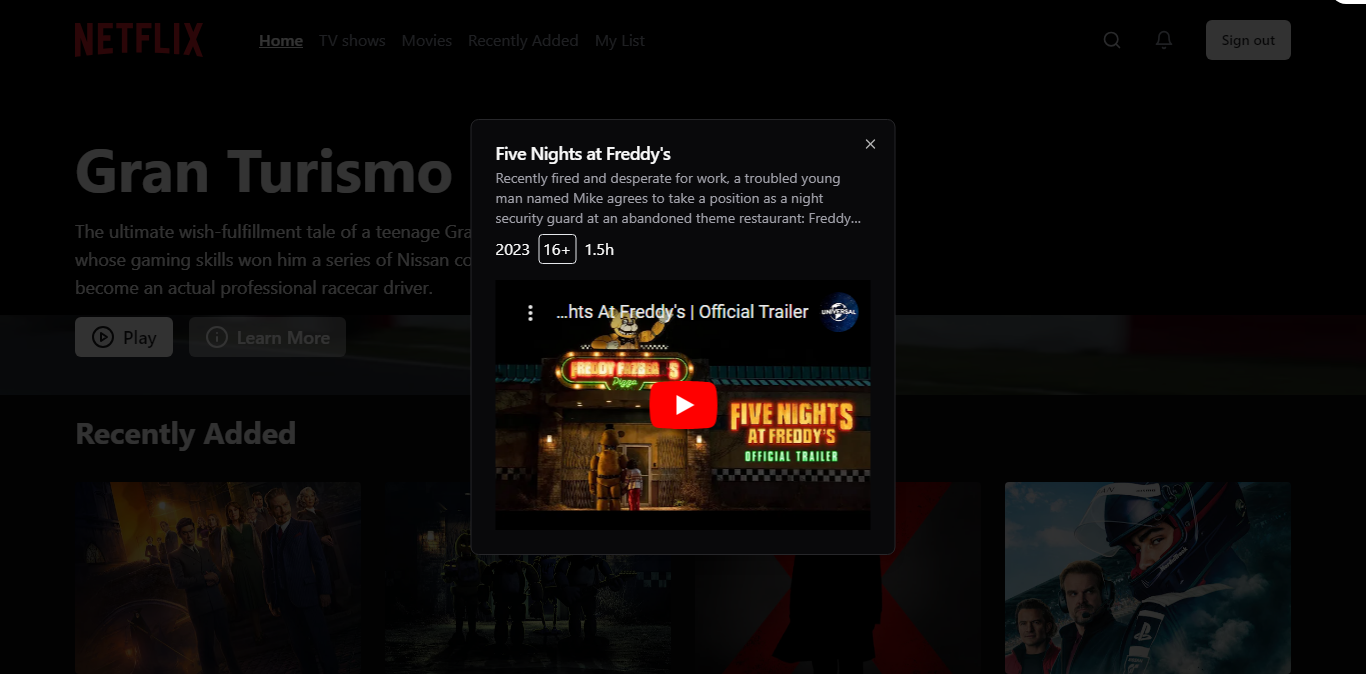 NETFLIX
Home TV shows Movies Recently Added My List
Sign out
Gran Turismo
The ultimate wish-fulfillment tale of a teenage Gra
whose gaming skills won him a series of Nissan co
become an actual professional racecar driver.
Play Learn More
Five Nights at Freddy's
Recently fired and desperate for work, a troubled young
man named Mike agrees to take a position as a night
security guard at an abandoned theme restaurant: Freddy...
2023 16+ 1.5h
...hts At Freddy's | Official Trailer
UNIVERSAL
FREDDY FAZBEAR'S
Pizza
FIVE NIGHTS
AT FREDDY'S
OFFICIAL TRAILER
Recently Added